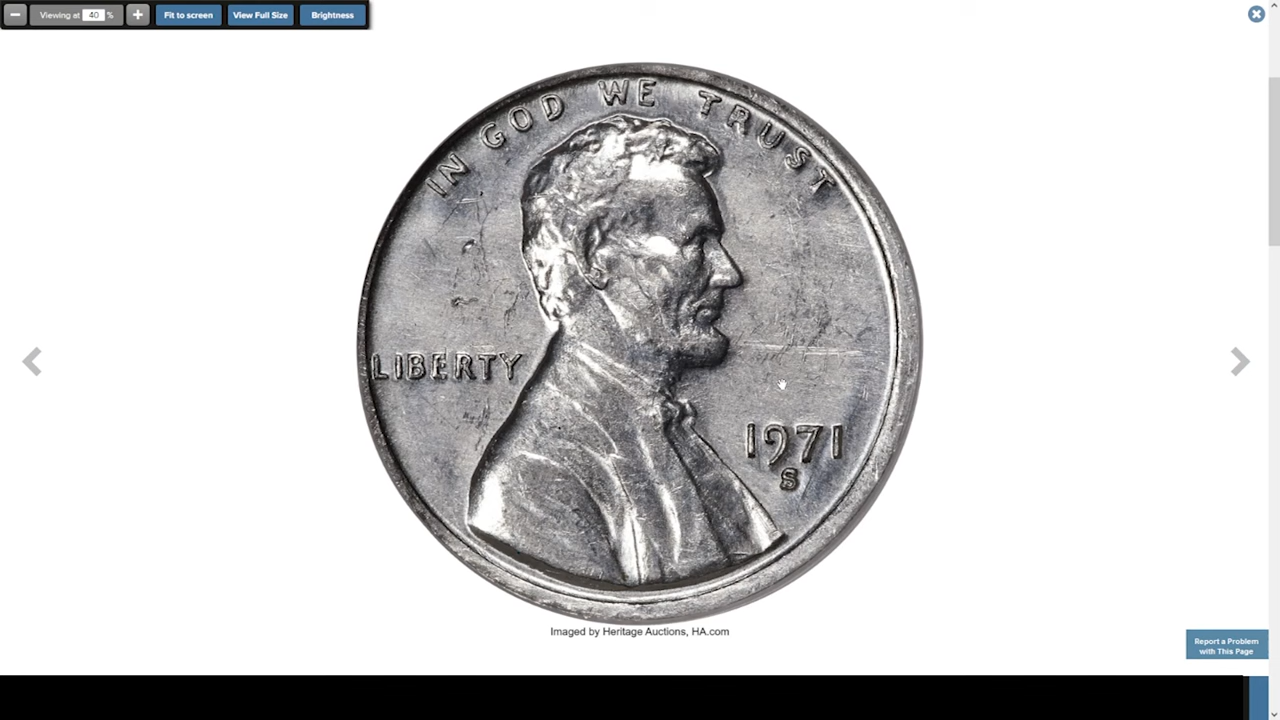 Viewing at 40 %
Fit to screen
View Full Size
Brightness
IN GOD WE TRUST
LIBERTY
1971
S
Imaged by Heritage Auctions, HA.com
Report a Problem
with This Page